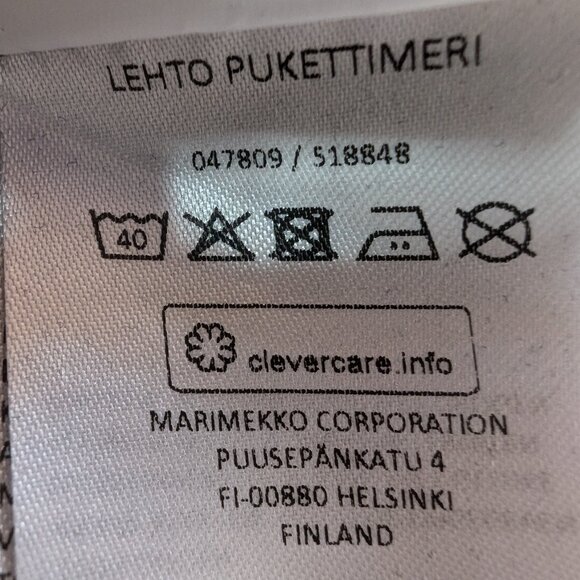 LEHTO PUKETTIMERI
047809 / 518848
40
clevercare.info
MARIMEKKO CORPORATION
PUUSEPÄNKATU 4
FI-00880 HELSINKI
FINLAND